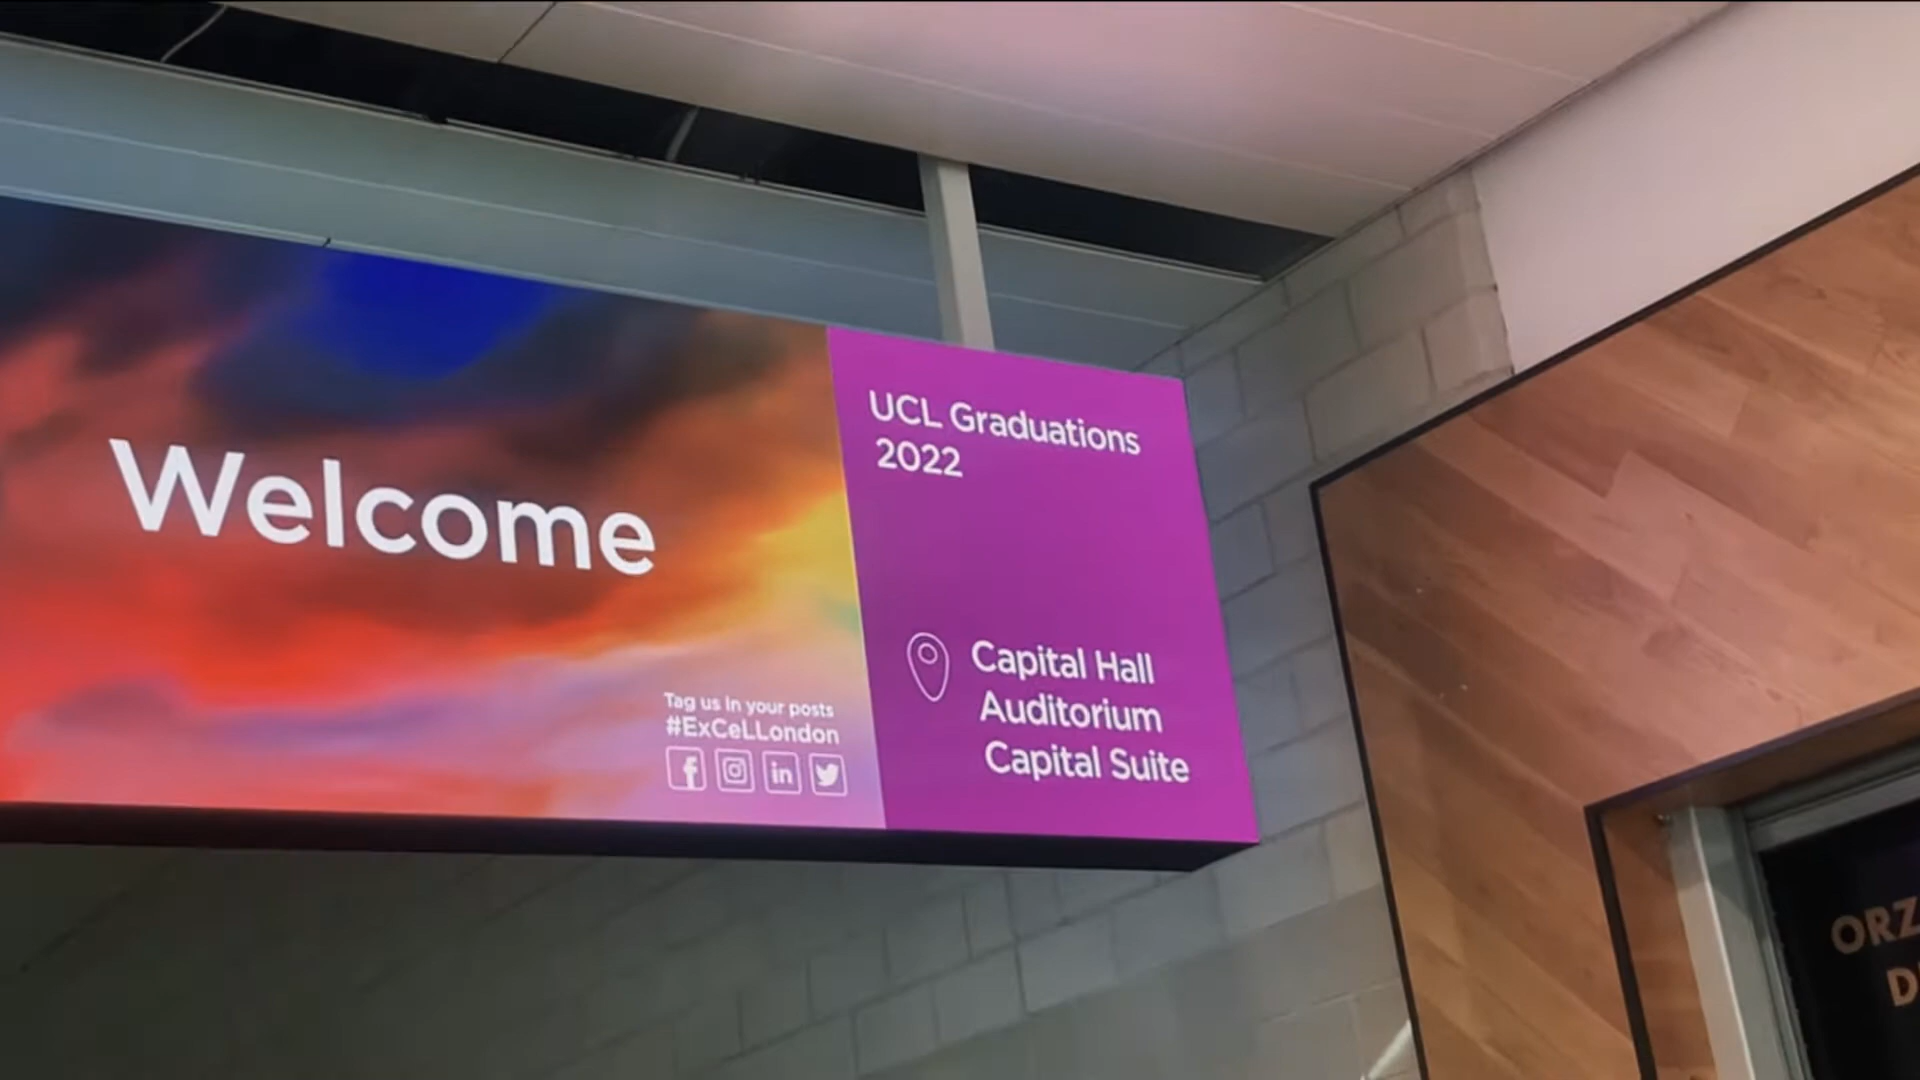 Welcome
Tag us in your posts
#ExCeLLondon
UCL Graduations
2022
Capital Hall
Auditorium
Capital Suite